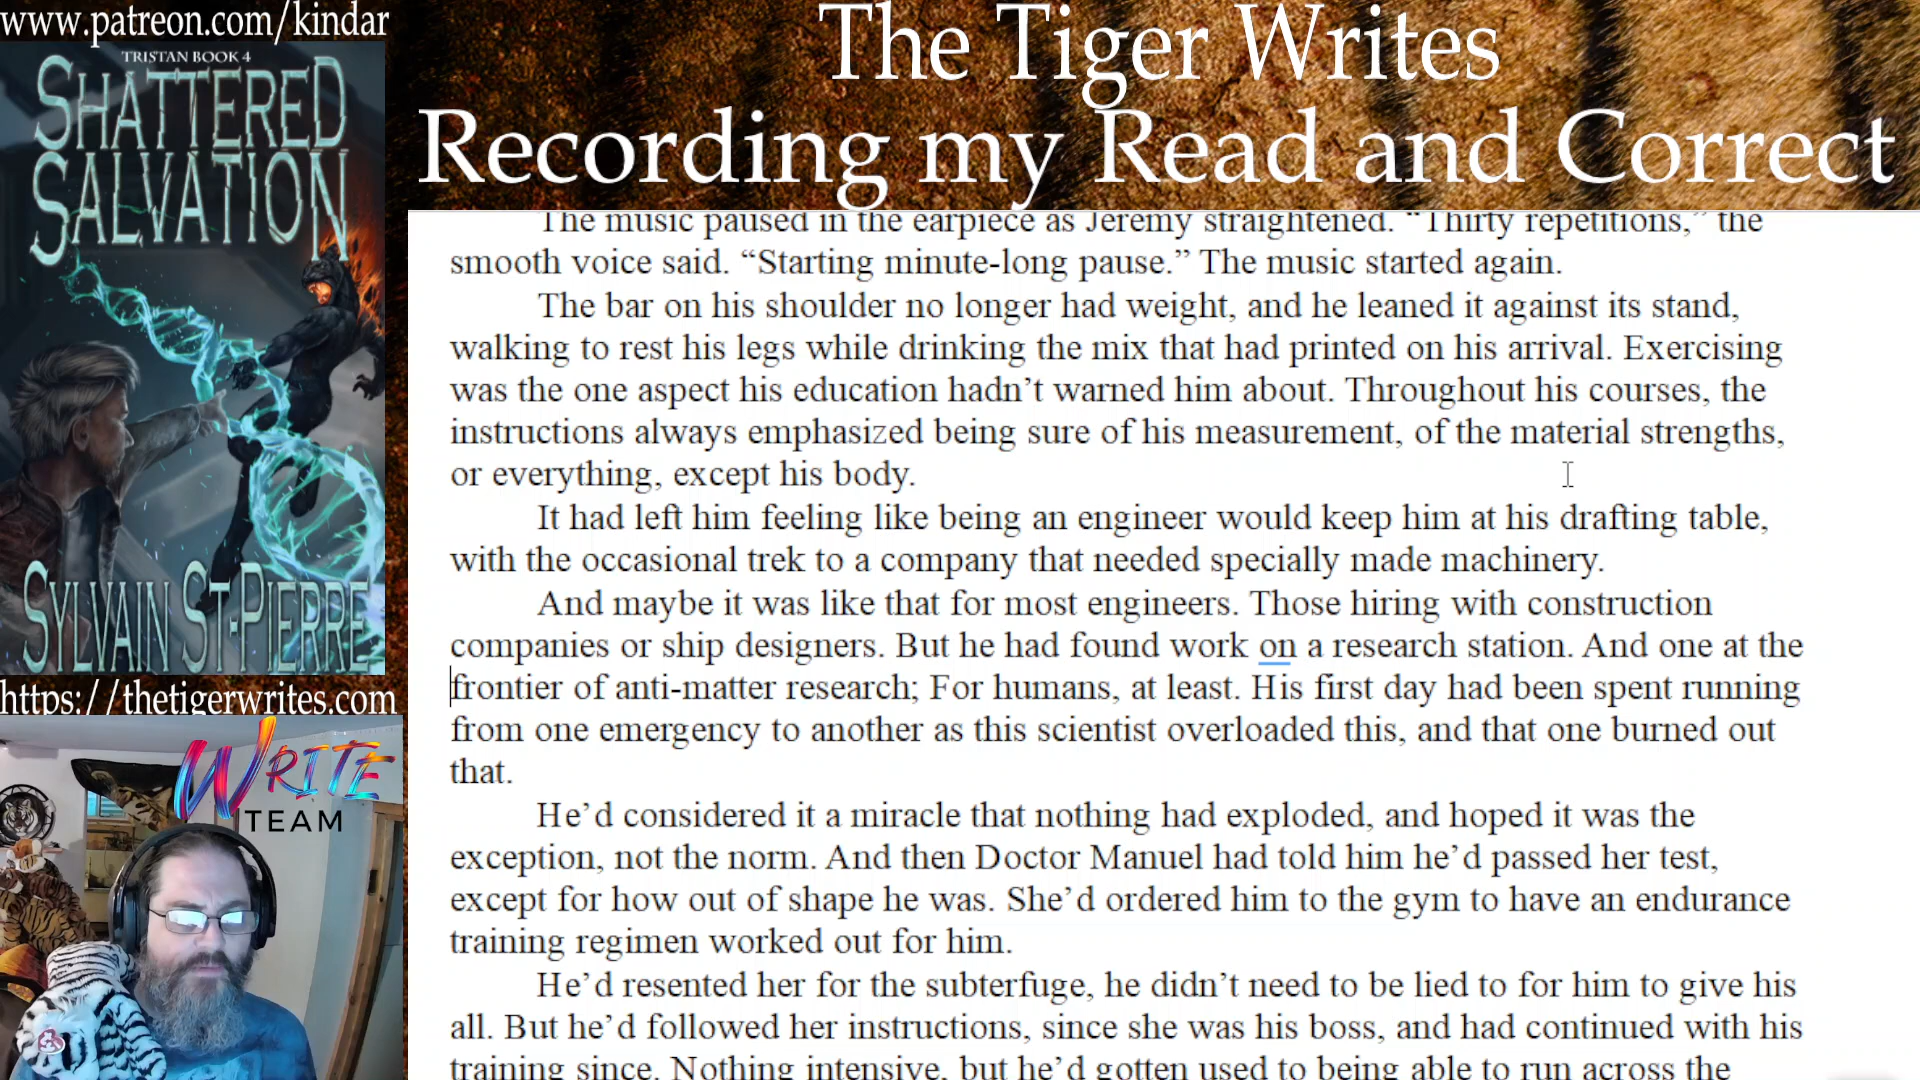 www.patreon.com/kindar
TRISTAN BOOK 4
SHATTERED
SALVATION
SYLVAIN ST-PIERRE
https://thetigerwrites.com
WRITE
TEAM
The Tiger Writes
Recording my Read and Correct
The music paused in the earpiece as Jeremy straightened. “Thirty repetitions,” the
smooth voice said. “Starting minute-long pause.” The music started again.
The bar on his shoulder no longer had weight, and he leaned it against its stand,
walking to rest his legs while drinking the mix that had printed on his arrival. Exercising
was the one aspect his education hadn’t warned him about. Throughout his courses, the
instructions always emphasized being sure of his measurement, of the material strengths,
or everything, except his body.
It had left him feeling like being an engineer would keep him at his drafting table,
with the occasional trek to a company that needed specially made machinery.
And maybe it was like that for most engineers. Those hiring with construction
companies or ship designers. But he had found work on a research station. And one at the
frontier of anti-matter research; For humans, at least. His first day had been spent running
from one emergency to another as this scientist overloaded this, and that one burned out
that.
He’d considered it a miracle that nothing had exploded, and hoped it was the
exception, not the norm. And then Doctor Manuel had told him he’d passed her test,
except for how out of shape he was. She’d ordered him to the gym to have an endurance
training regimen worked out for him.
He’d resented her for the subterfuge, he didn’t need to be lied to for him to give his
all. But he’d followed her instructions, since she was his boss, and had continued with his
training since. Nothing intensive, but he’d gotten used to being able to run across the